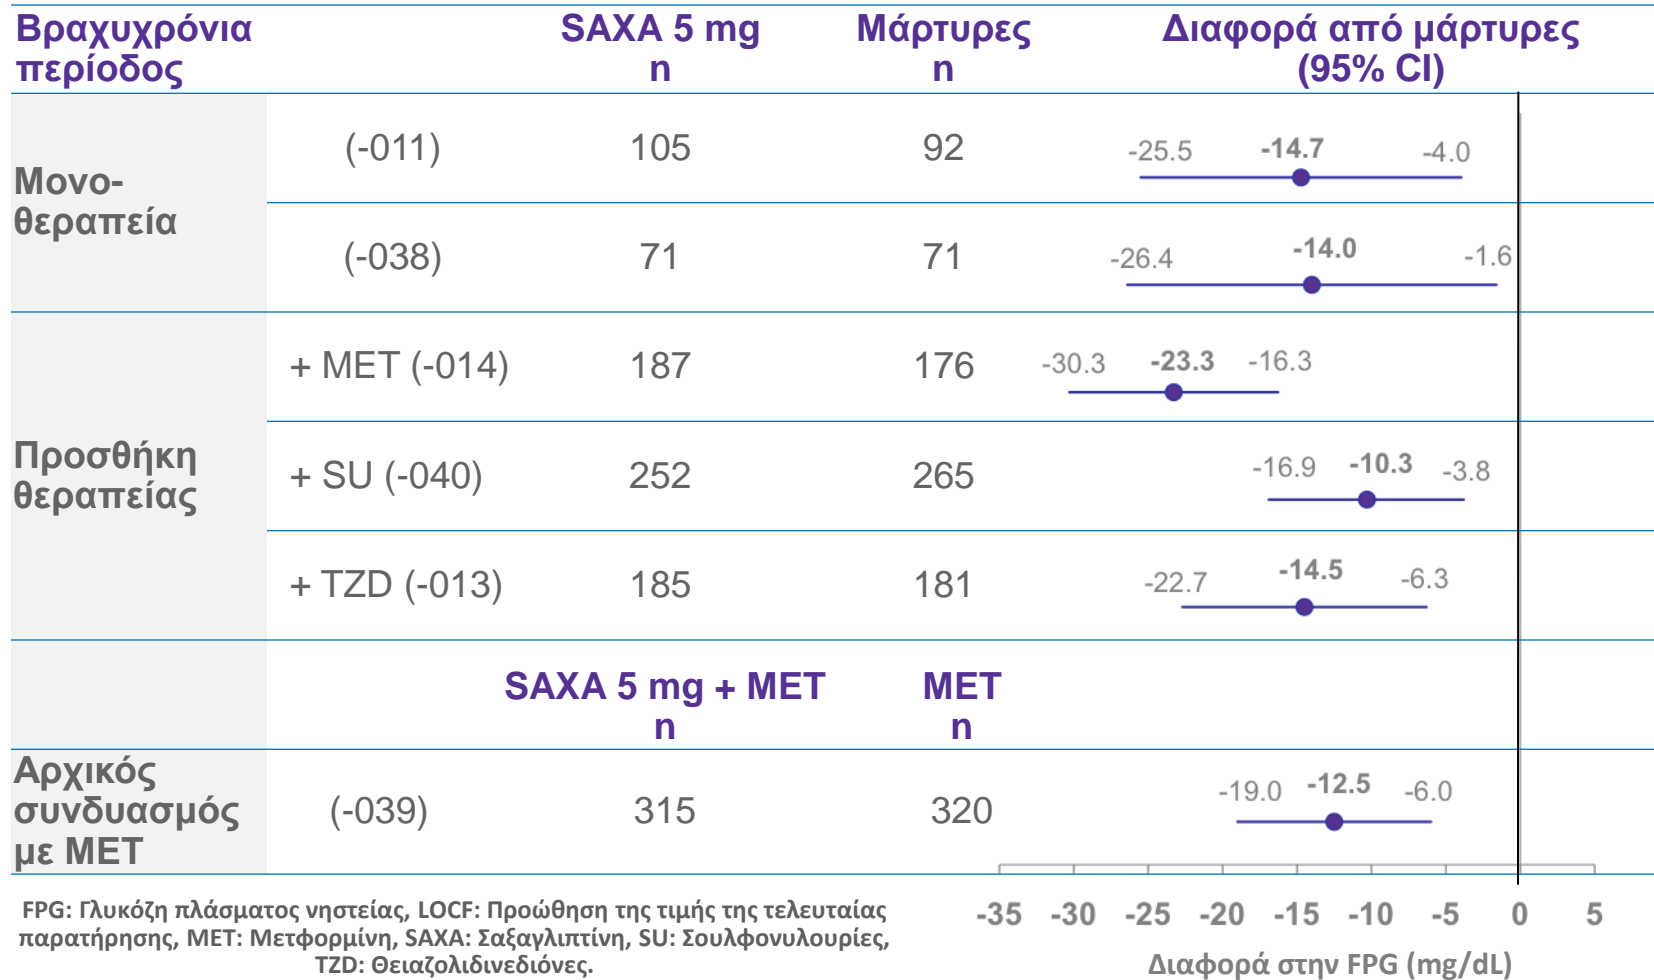 Βραχυχρόνια
περίοδος
SAXA 5 mg
n
Μάρτυρες
n
Διαφορά από μάρτυρες
(95% CI)
Μονο-
θεραπεία
(-011) 105 92 -25.5 -14.7 -4.0
(-038) 71 71 -26.4 -14.0 -1.6
Προσθήκη
θεραπείας
+ MET (-014) 187 176 -30.3 -23.3 -16.3
+ SU (-040) 252 265 -16.9 -10.3 -3.8
+ TZD (-013) 185 181 -22.7 -14.5 -6.3
SAXA 5 mg + MET
n
MET
n
Αρχικός
συνδυασμός
με MET
(-039) 315 320 -19.0 -12.5 -6.0
-35 -30 -25 -20 -15 -10 -5 0 5
Διαφορά στην FPG (mg/dL)
FPG: Γλυκόζη πλάσματος νηστείας, LOCF: Προώθηση της τιμής της τελευταίας
παρατήρησης, MET: Μετφορμίνη, SAXA: Σαξαγλιπτίνη, SU: Σουλφονυλουρίες,
TZD: Θειαζολιδινεδιόνες.